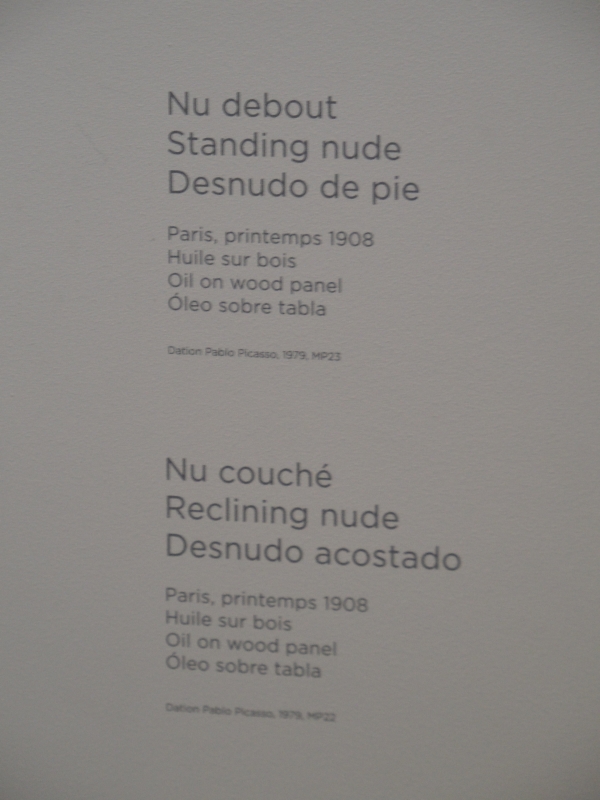 Nu debout
Standing nude
Desnudo de pie
Paris, printemps 1908
Huile sur bois
Oil on wood panel
Óleo sobre tabla
Dation Pablo Picasso, 1979, MP23
Nu couché
Reclining nude
Desnudo acostado
Paris, printemps 1908
Huile sur bois
Oil on wood panel
Óleo sobre tabla
Dation Pablo Picasso, 1979, MP22